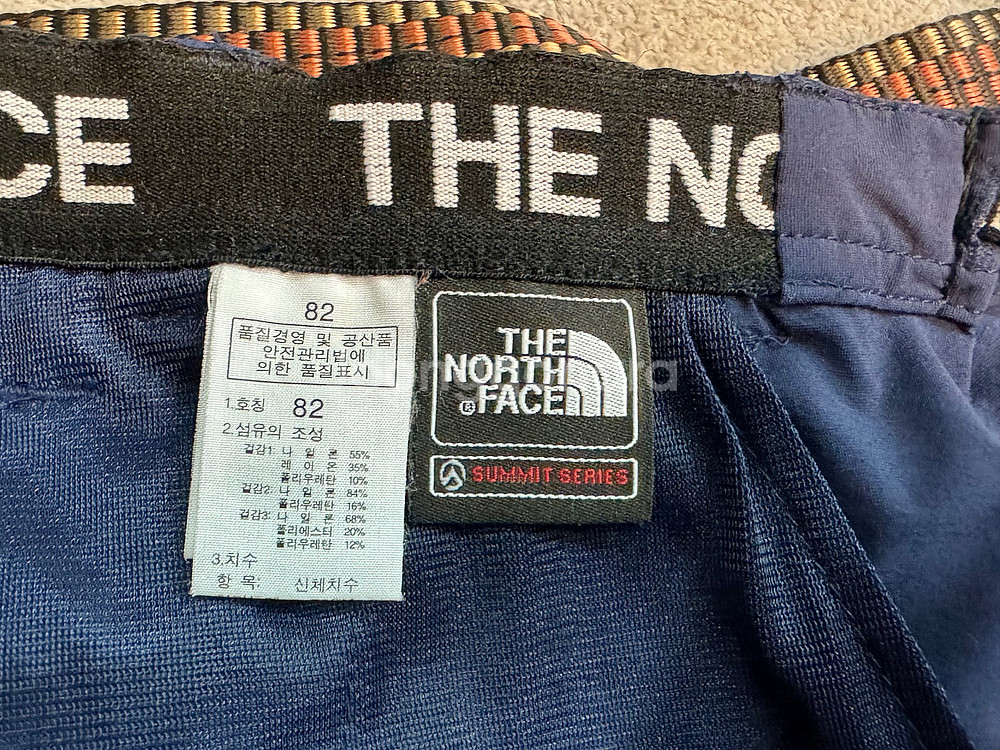 CE THE NO
82
품질경영 및 공산품
안전관리법에
의한 품질표시
1.호칭 82
2.섬유의 조성
겉감1: 나 일 론 55%
레 이 온 35%
폴리우레탄 10%
겉감2: 나 일 론 84%
폴리우레탄 16%
겉감3: 나 일 론 68%
폴리에스터 20%
폴리우레탄 12%
3.치수
항 목: 신체치수
THE
NORTH
®FACE
SUMMIT SERIES